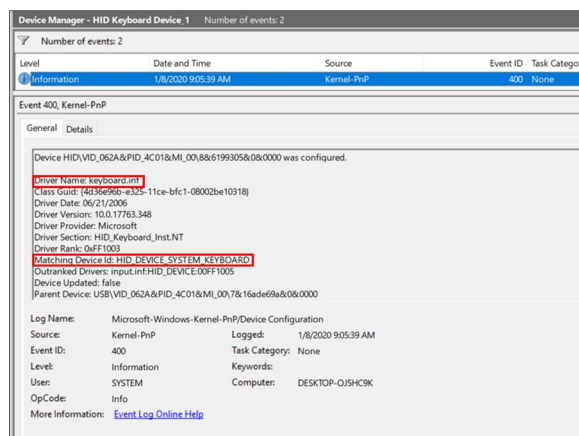 Device Manager - HID Keyboard Device_1 Number of events: 2
Number of events: 2
Level Date and Time Source Event ID Task Catego
Information 1/8/2020 9:05:39 AM Kernel-PnP 400 None
Event 400, Kernel-PnP
General Details
Device HID\VID_062A&PID_4C01&MI_00\8&6199305&0&0000 was configured.
Driver Name: keyboard.inf
Class Guid: {4d36e96b-e325-11ce-bfc1-08002be10318}
Driver Date: 06/21/2006
Driver Version: 10.0.17763.348
Driver Provider: Microsoft
Driver Section: HID_Keyboard_Inst.NT
Driver Rank: 0xFF1003
Matching Device Id: HID_DEVICE_SYSTEM_KEYBOARD
Outranked Drivers: input.inf:HID_DEVICE:00FF1005
Device Updated: false
Parent Device: USB\VID_062A&PID_4C01&MI_00\7&16ade69a&0&0000
Log Name: Microsoft-Windows-Kernel-PnP/Device Configuration
Source: Kernel-PnP Logged: 1/8/2020 9:05:39 AM
Event ID: 400 Task Category: None
Level: Information Keywords:
User: SYSTEM Computer: DESKTOP-OJ5HC9K
OpCode: Info
More Information: Event Log Online Help